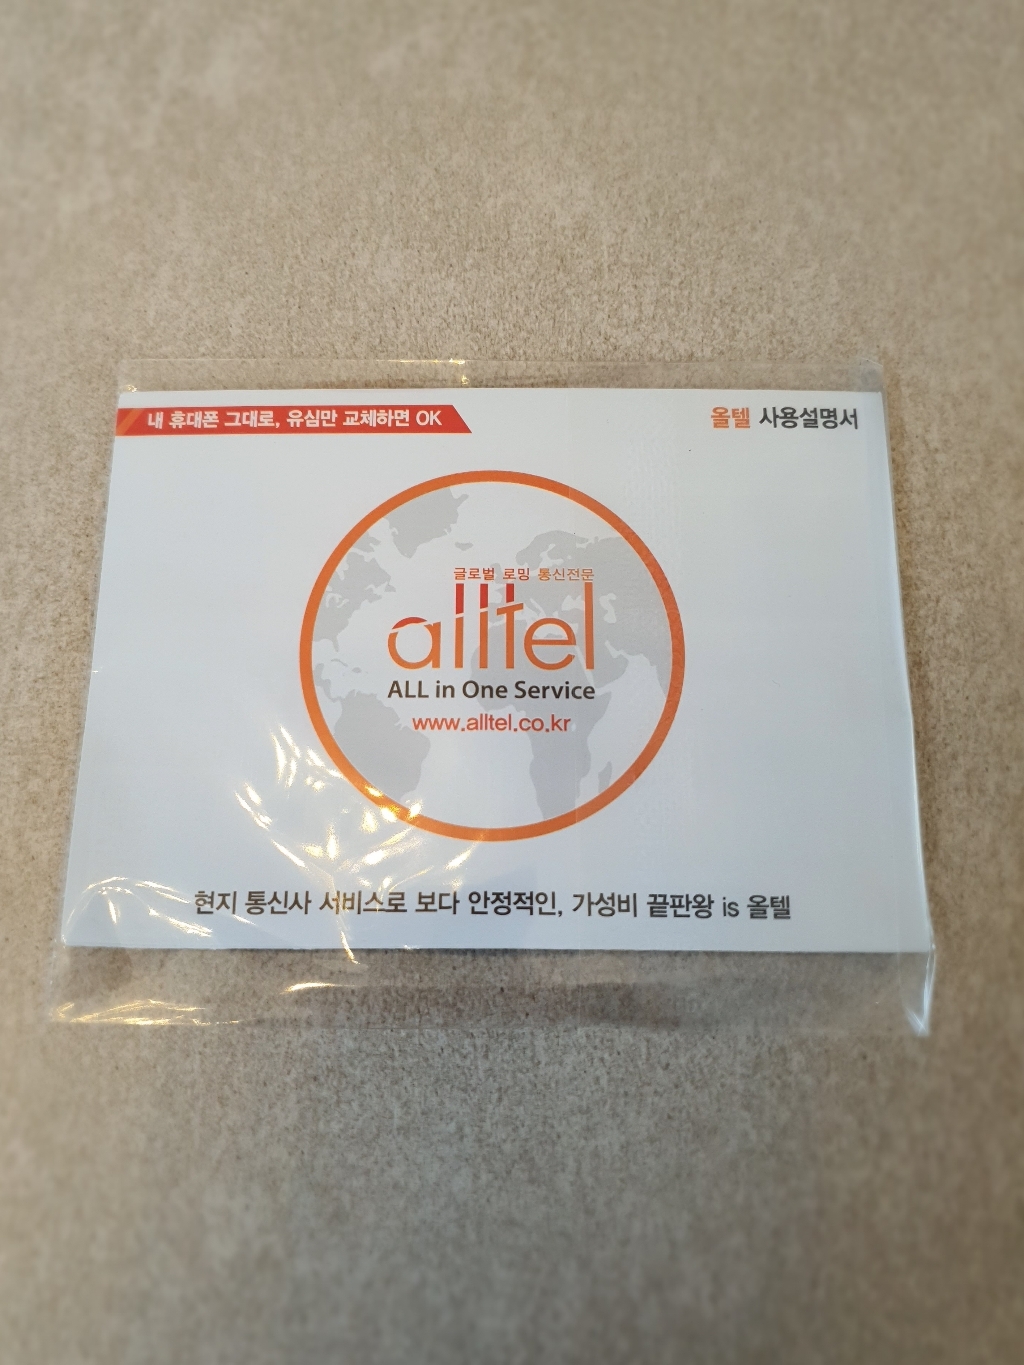 내 휴대폰 그대로, 유심만 교체하면 OK
올텔 사용설명서
글로벌 로밍 통신전문
alltel
ALL in One Service
www.alltel.co.kr
현지 통신사 서비스로 보다 안정적인, 가성비 끝판왕 is 올텔